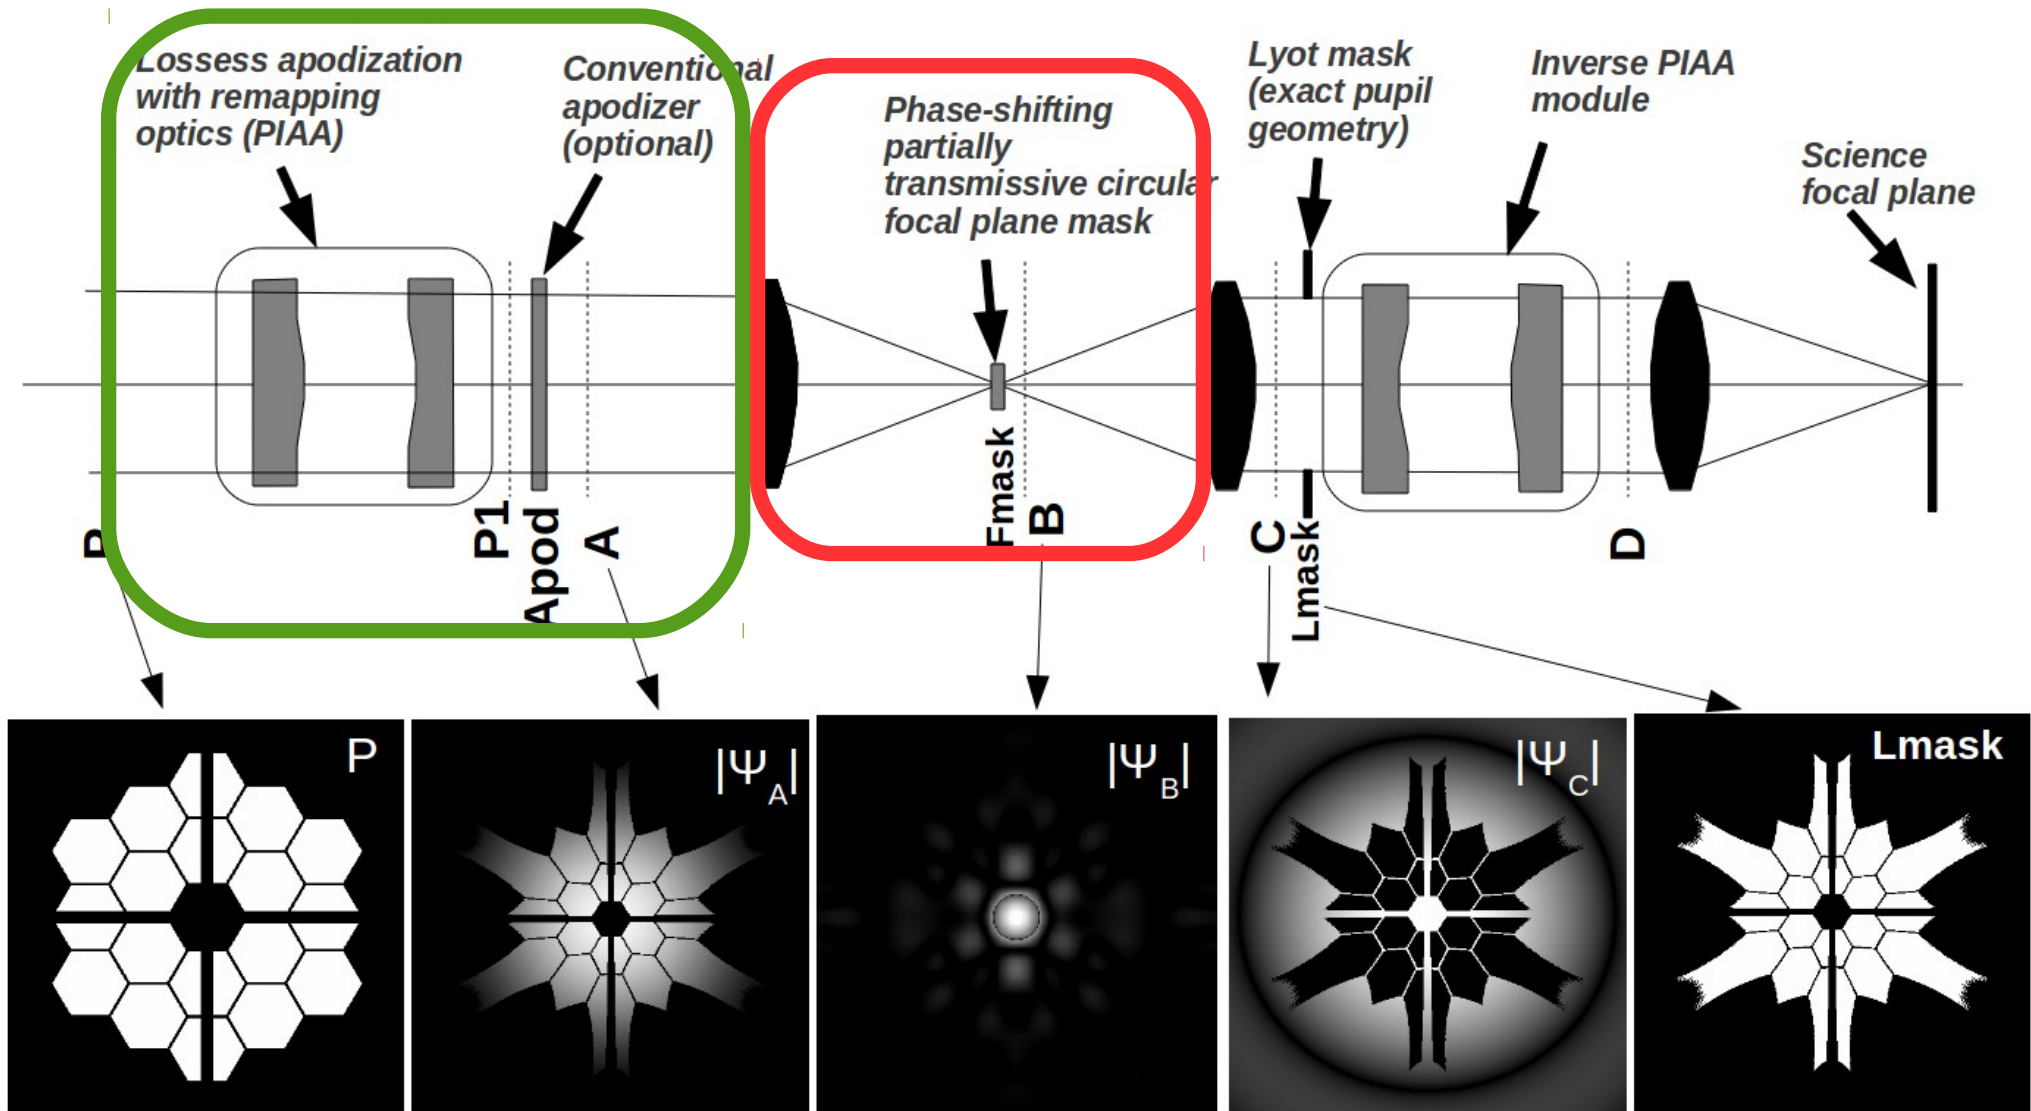 Lossess apodization
with remapping
optics (PIAA)
Conventional
apodizer
(optional)
Phase-shifting
partially
transmissive circular
focal plane mask
Lyot mask
(exact pupil
geometry)
Inverse PIAA
module
Science
focal plane
P
P1
Apod
A
Fmask
B
C
Lmask
D
P
|Ψ_A|
|Ψ_B|
|Ψ_C|
Lmask